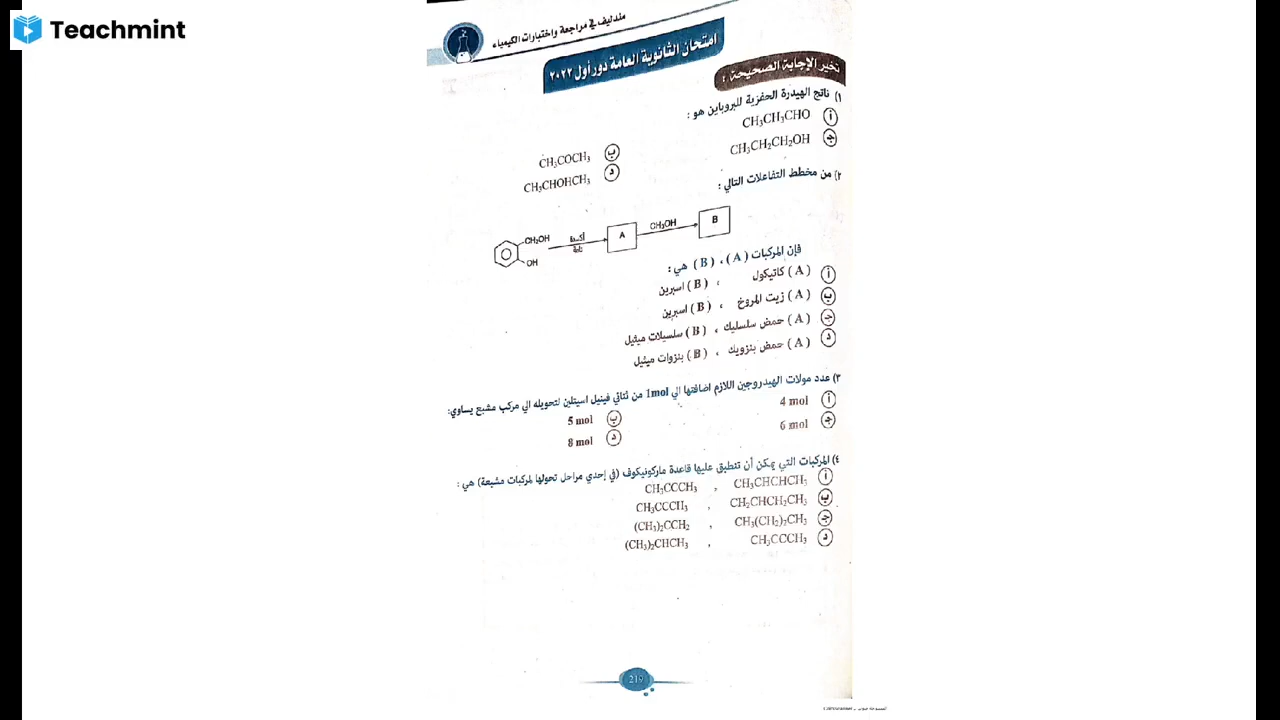 Teachmint
مندليف في مراجعة واختبارات الكيمياء
امتحان الثانوية العامة دور أول ٢٠٢٢
تخير الإجابة الصحيحة :
١) ناتج الهيدرة الحفزية للبروباين هو :
أ CH₃CH₂CHO
ب CH₃COCH₃
ج CH₃CH₂CH₂OH
د CH₃CHOHCH₃
٢) من مخطط التفاعلات التالي :
CH₂OH
OH
أكسدة
تامة
A
CH₃OH
B
فإن المركبات ( A ) ، ( B ) هي :
أ ( A ) كاتيكول ، ( B ) اسبرين
ب ( A ) زيت المروخ ، ( B ) اسبرين
ج ( A ) حمض سلسليك ، ( B ) سلسيلات ميثيل
د ( A ) حمض بنزويك ، ( B ) بنزوات ميثيل
٣) عدد مولات الهيدروجين اللازم اضافتها الي 1mol من ثنائي فينيل اسيتلين لتحويله الي مركب مشبع يساوي:
أ 4 mol
ب 5 mol
ج 6 mol
د 8 mol
٤) المركبات التي يمكن أن تنطبق عليها قاعدة ماركونيكوف (في إحدي مراحل تحولها لمركبات مشبعة) هي :
أ CH₃CHCHCH₃ , CH₃CCCH₃
ب CH₂CHCH₂CH₃ , CH₃CCCH₃
ج CH₃(CH₂)₇CH₃ , (CH₃)₂CCH₂
د CH₃CCCH₃ , (CH₃)₂CHCH₃
219